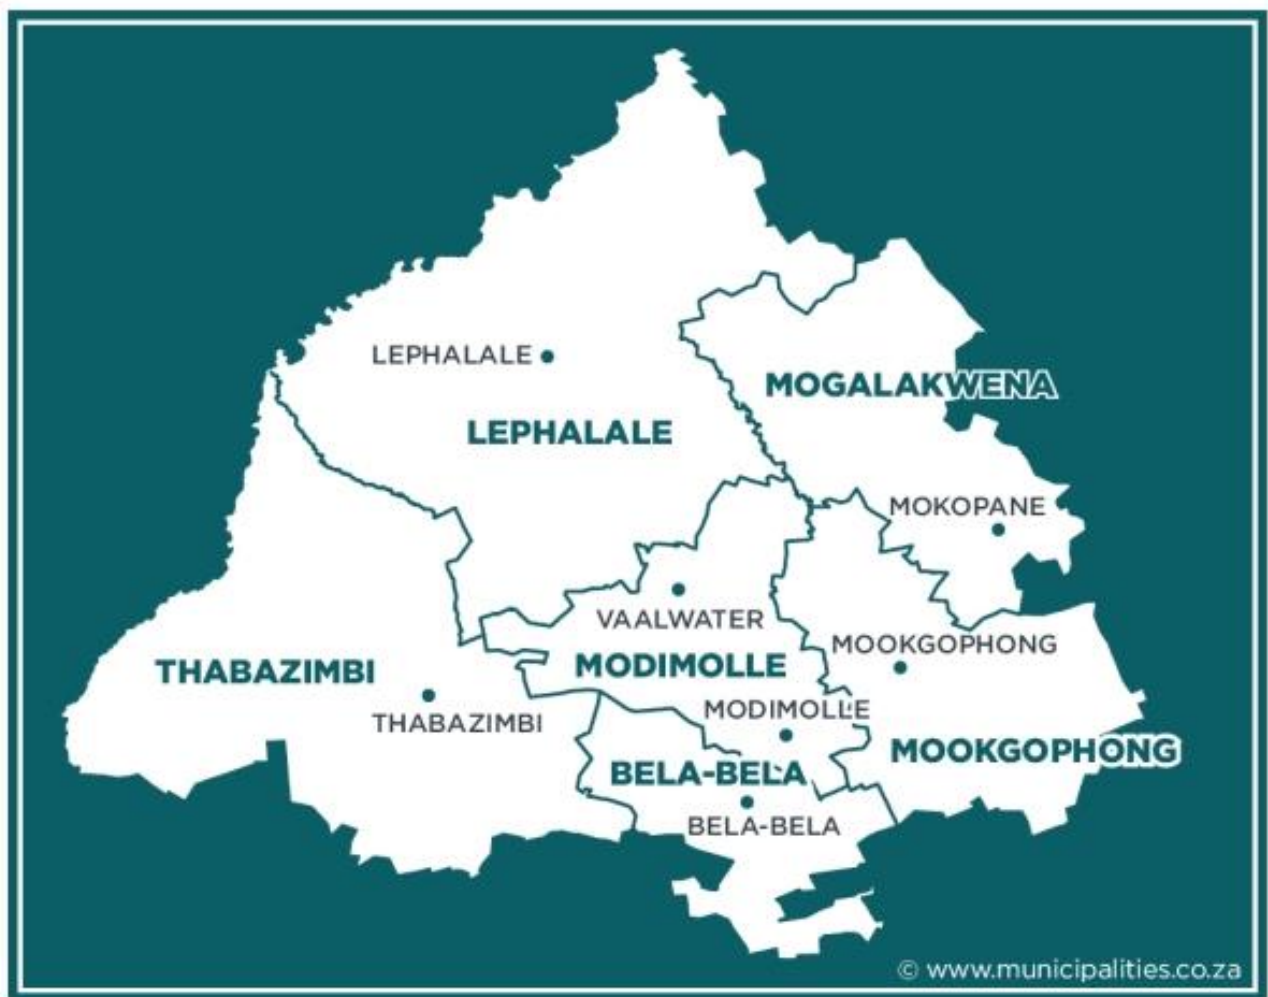 LEPHALALE
MOGALAKWENA
LEPHALALE
MOKOPANE
VAALWATER
MOOKGOPHONG
THABAZIMBI
MODIMOLLE
THABAZIMBI
MODIMOLLE
MOOKGOPHONG
BELA-BELA
BELA-BELA
© www.municipalities.co.za